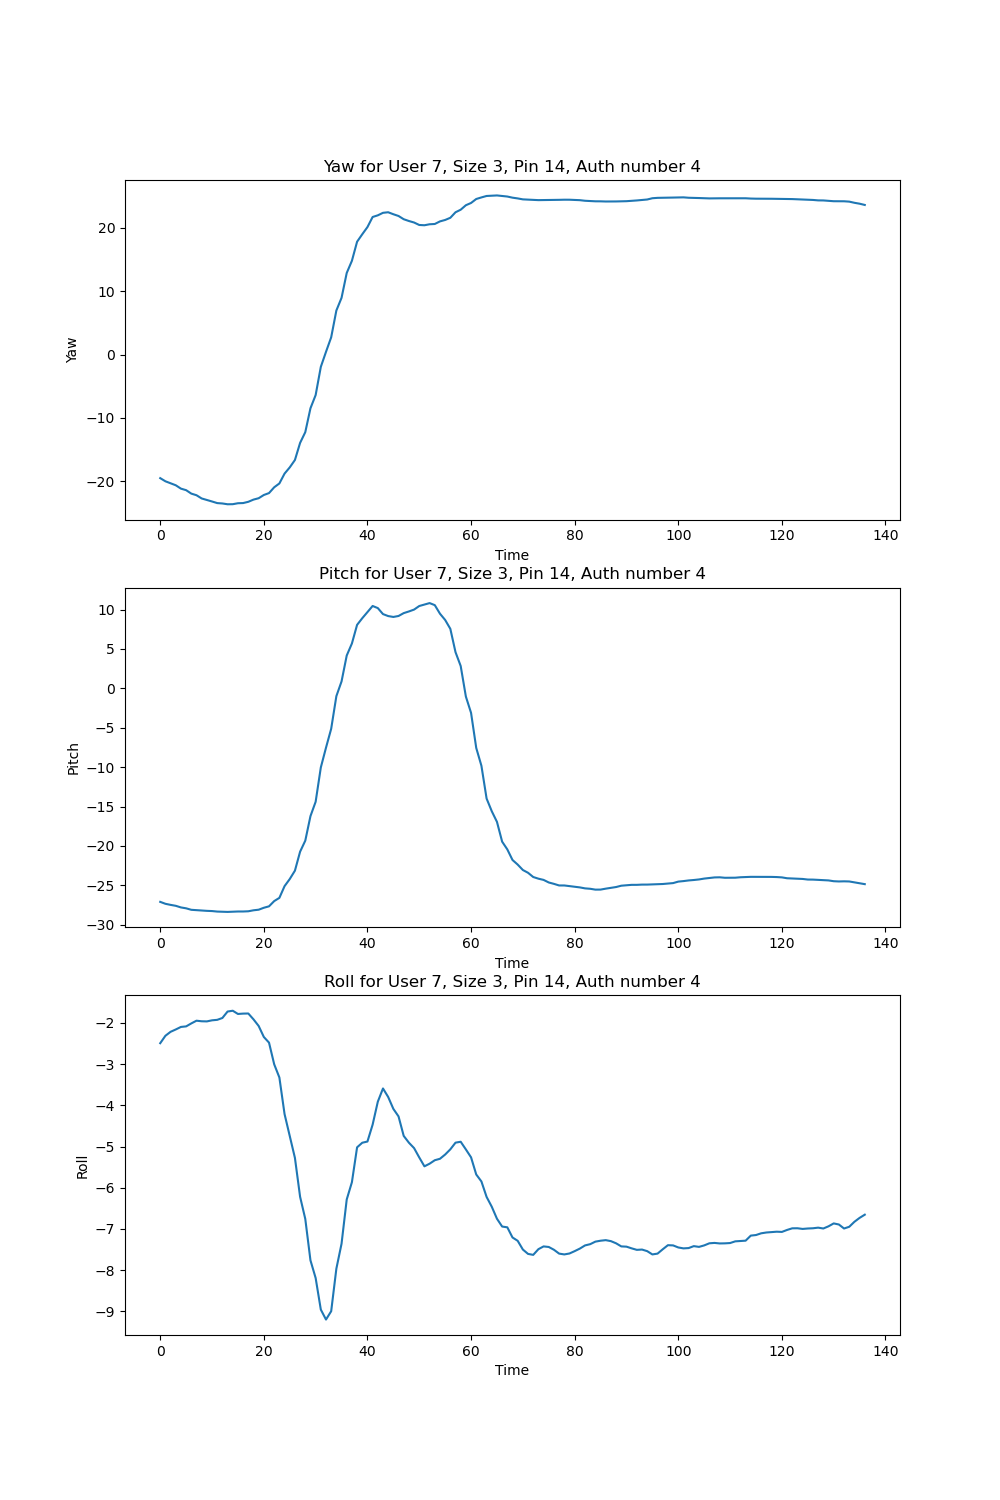 Yaw for User 7, Size 3, Pin 14, Auth number 4
20
10
0
−10
−20
Yaw
0 20 40 60 80 100 120 140
Time
Pitch for User 7, Size 3, Pin 14, Auth number 4
10
5
0
−5
−10
−15
−20
−25
−30
Pitch
0 20 40 60 80 100 120 140
Time
Roll for User 7, Size 3, Pin 14, Auth number 4
−2
−3
−4
−5
−6
−7
−8
−9
Roll
0 20 40 60 80 100 120 140
Time